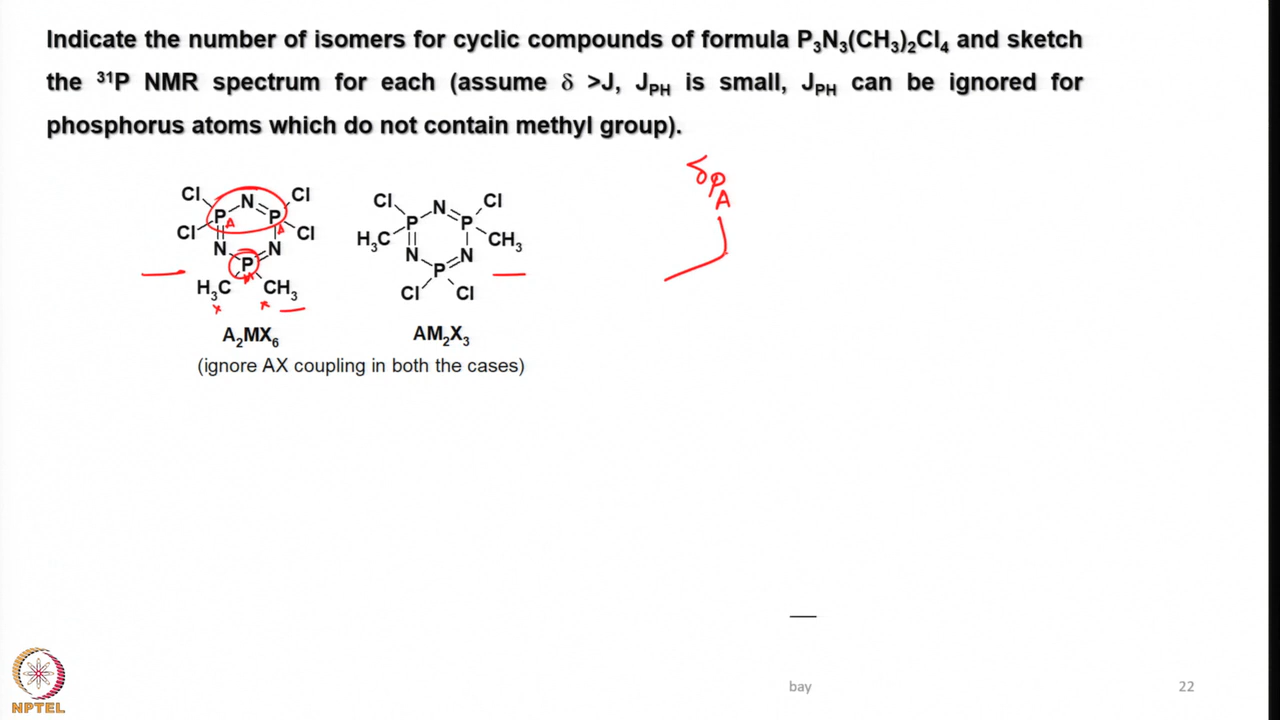 Indicate the number of isomers for cyclic compounds of formula P₃N₃(CH₃)₂Cl₄ and sketch
the ³¹P NMR spectrum for each (assume δ >J, J_PH is small, J_PH can be ignored for
phosphorus atoms which do not contain methyl group).
δP_A
Cl N Cl
P P
A A
Cl Cl
N N
P
M
H₃C CH₃
x x
Cl N Cl
P P
H₃C CH₃
N N
P
Cl Cl
A₂MX₆ AM₂X₃
(ignore AX coupling in both the cases)
NPTEL
bay 22